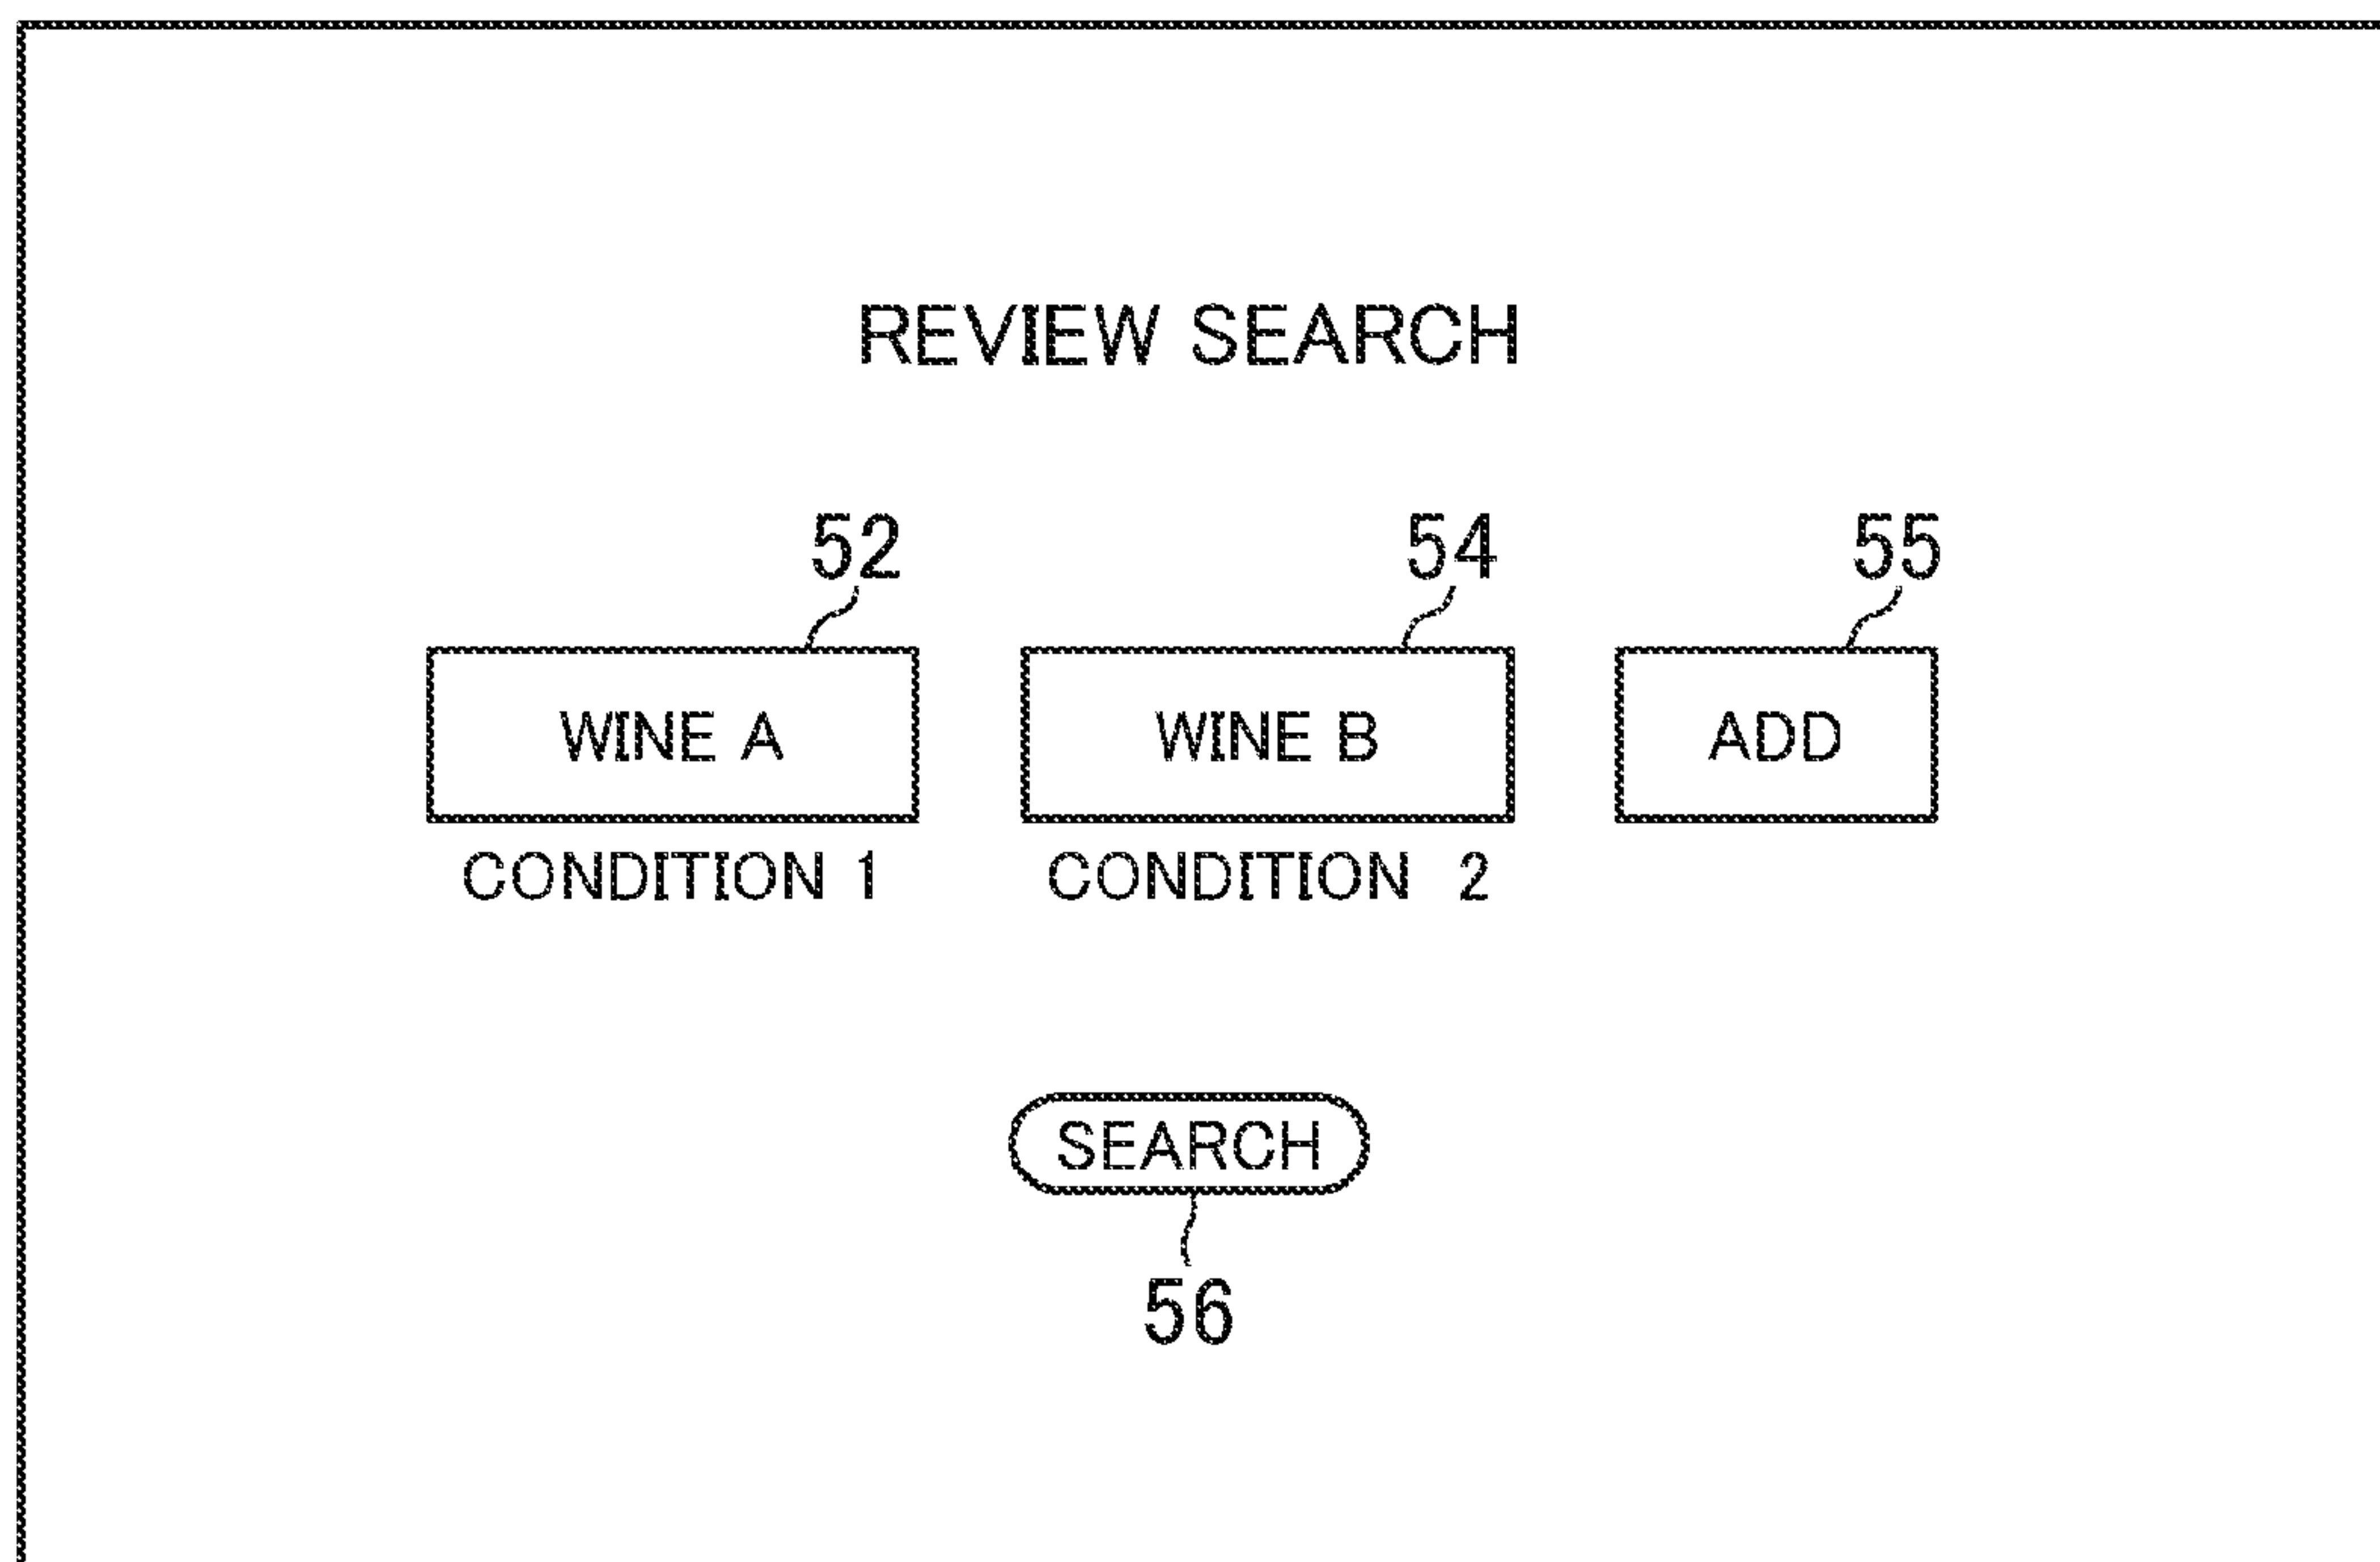 REVIEW SEARCH
52 54 55
WINE A WINE B ADD
CONDITION 1 CONDITION 2
SEARCH
56